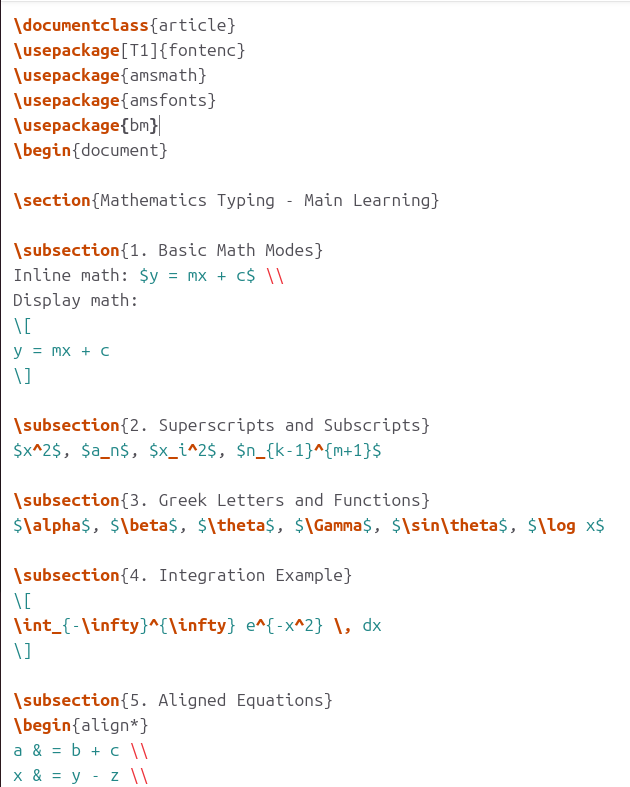 \documentclass{article}
\usepackage[T1]{fontenc}
\usepackage{amsmath}
\usepackage{amsfonts}
\usepackage{bm}
\begin{document}
\section{Mathematics Typing - Main Learning}
\subsection{1. Basic Math Modes}
Inline math: $y = mx + c$ \\
Display math:
\[
y = mx + c
\]
\subsection{2. Superscripts and Subscripts}
$x^2$, $a_n$, $x_i^2$, $n_{k-1}^{m+1}$
\subsection{3. Greek Letters and Functions}
$\alpha$, $\beta$, $\theta$, $\Gamma$, $\sin\theta$, $\log x$
\subsection{4. Integration Example}
\[
\int_{-\infty}^{\infty} e^{-x^2} \, dx
\]
\subsection{5. Aligned Equations}
\begin{align*}
a & = b + c \\
x & = y - z \\